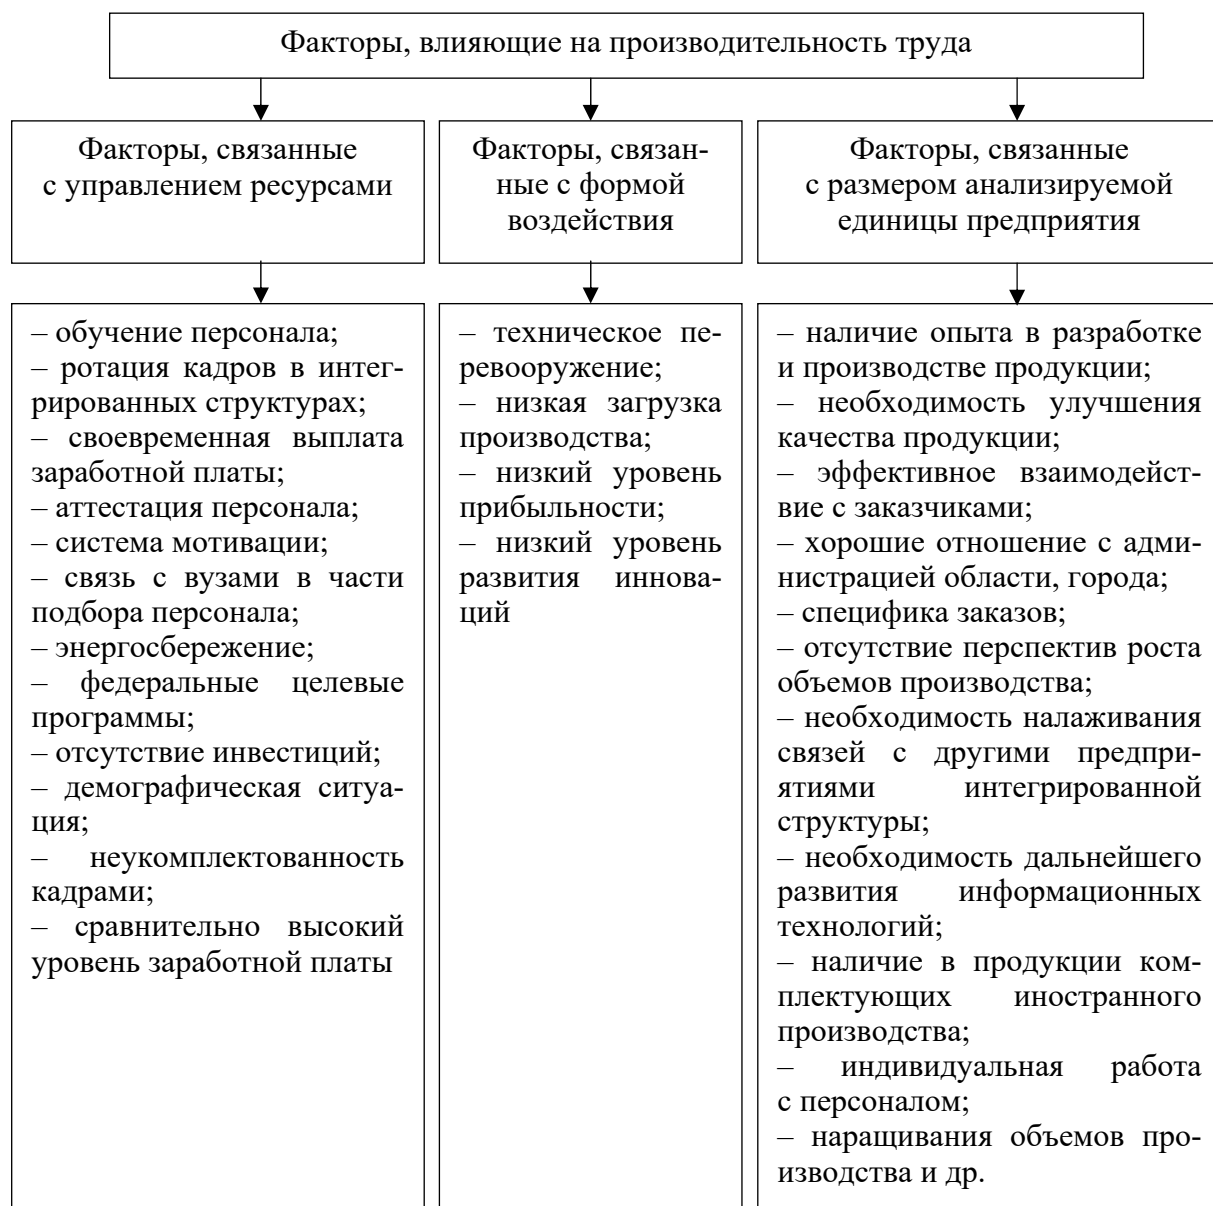 Факторы, влияющие на производительность труда
Факторы, связанные
с управлением ресурсами
Факторы, связан-
ные с формой
воздействия
Факторы, связанные
с размером анализируемой
единицы предприятия
– обучение персонала;
– ротация кадров в интег-
рированных структурах;
– своевременная выплата
заработной платы;
– аттестация персонала;
– система мотивации;
– связь с вузами в части
подбора персонала;
– энергосбережение;
– федеральные целевые
программы;
– отсутствие инвестиций;
– демографическая ситуа-
ция;
– неукомплектованность
кадрами;
– сравнительно высокий
уровень заработной платы
– техническое пе-
ревооружение;
– низкая загрузка
производства;
– низкий уровень
прибыльности;
– низкий уровень
развития иннова-
ций
– наличие опыта в разработке
и производстве продукции;
– необходимость улучшения
качества продукции;
– эффективное взаимодейст-
вие с заказчиками;
– хорошие отношение с адми-
нистрацией области, города;
– специфика заказов;
– отсутствие перспектив роста
объемов производства;
– необходимость налаживания
связей с другими предпри-
ятиями интегрированной
структуры;
– необходимость дальнейшего
развития информационных
технологий;
– наличие в продукции ком-
плектующих иностранного
производства;
– индивидуальная работа
с персоналом;
– наращивания объемов про-
изводства и др.